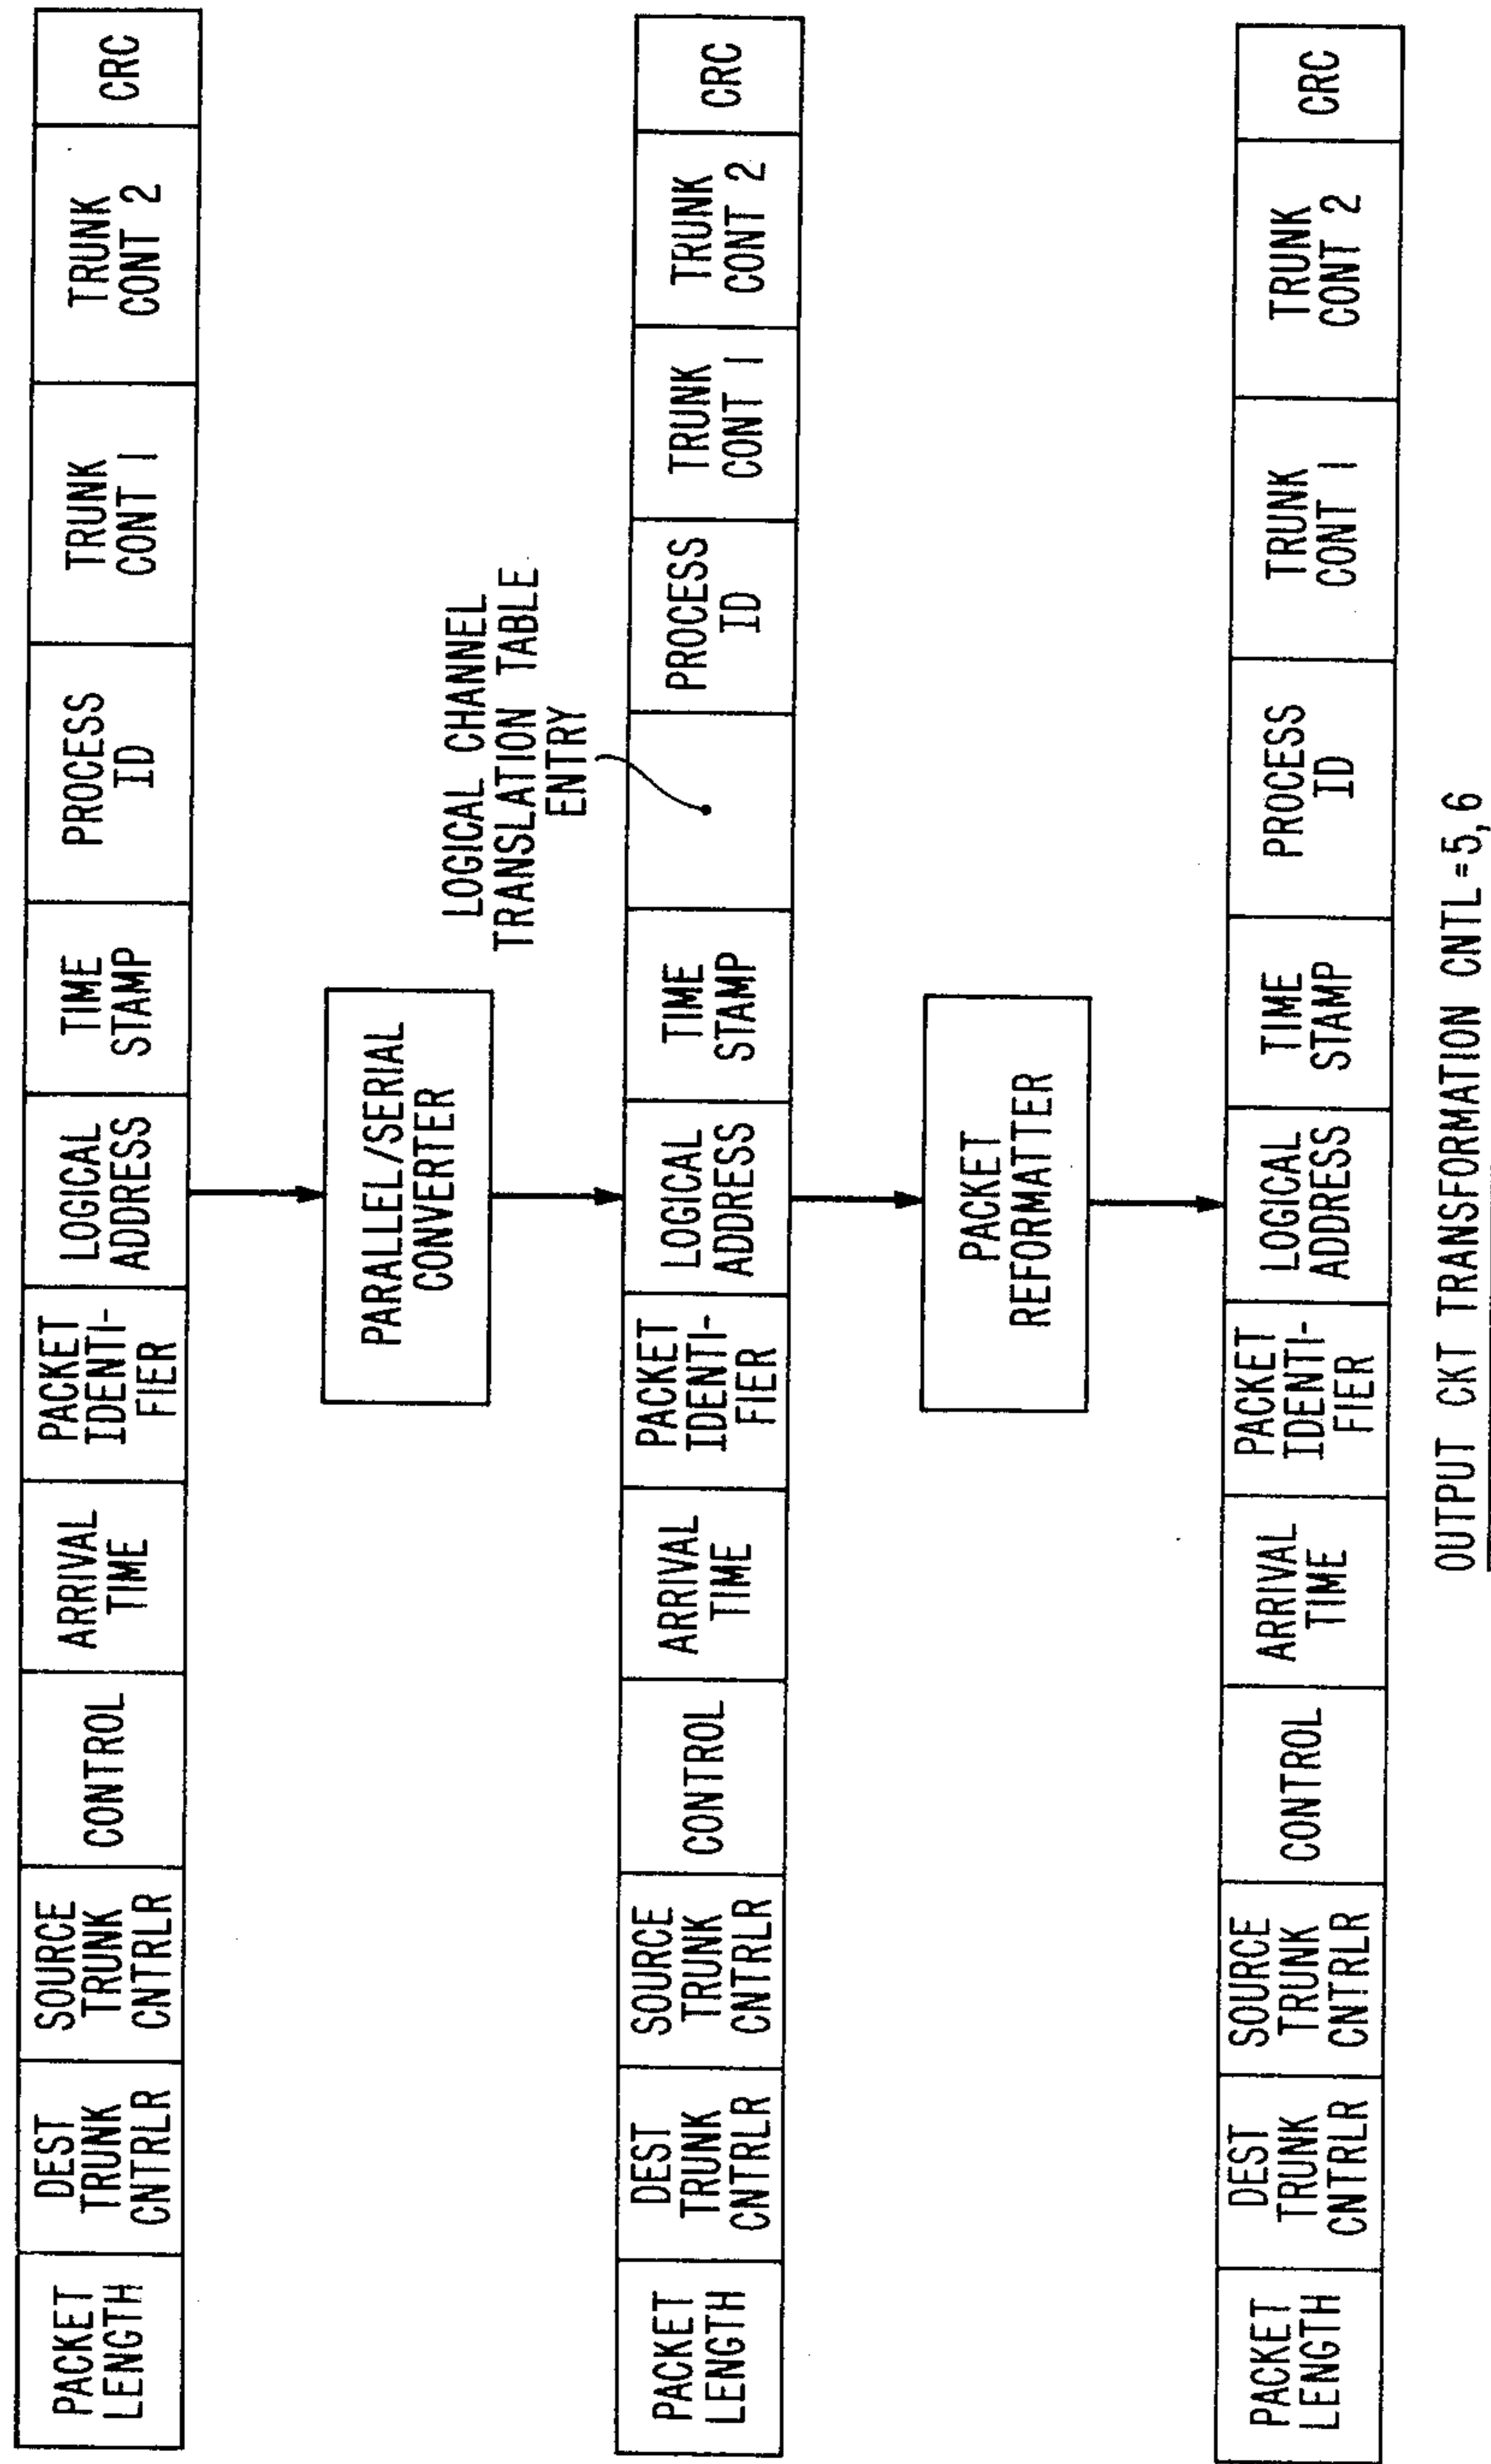 PACKET
LENGTH
DEST
TRUNK
CNTRLR
SOURCE
TRUNK
CNTRLR
CONTROL
ARRIVAL
TIME
PACKET
IDENTI-
FIER
LOGICAL
ADDRESS
TIME
STAMP
PROCESS
ID
TRUNK
CONT 1
TRUNK
CONT 2
CRC
PARALLEL/SERIAL
CONVERTER
LOGICAL CHANNEL
TRANSLATION TABLE
ENTRY
PACKET
LENGTH
DEST
TRUNK
CNTRLR
SOURCE
TRUNK
CNTRLR
CONTROL
ARRIVAL
TIME
PACKET
IDENTI-
FIER
LOGICAL
ADDRESS
TIME
STAMP
PROCESS
ID
TRUNK
CONT 1
TRUNK
CONT 2
CRC
PACKET
REFORMATTER
PACKET
LENGTH
DEST
TRUNK
CNTRLR
SOURCE
TRUNK
CNTRLR
CONTROL
ARRIVAL
TIME
PACKET
IDENTI-
FIER
LOGICAL
ADDRESS
TIME
STAMP
PROCESS
ID
TRUNK
CONT 1
TRUNK
CONT 2
CRC
OUTPUT CKT TRANSFORMATION CNTL=5,6